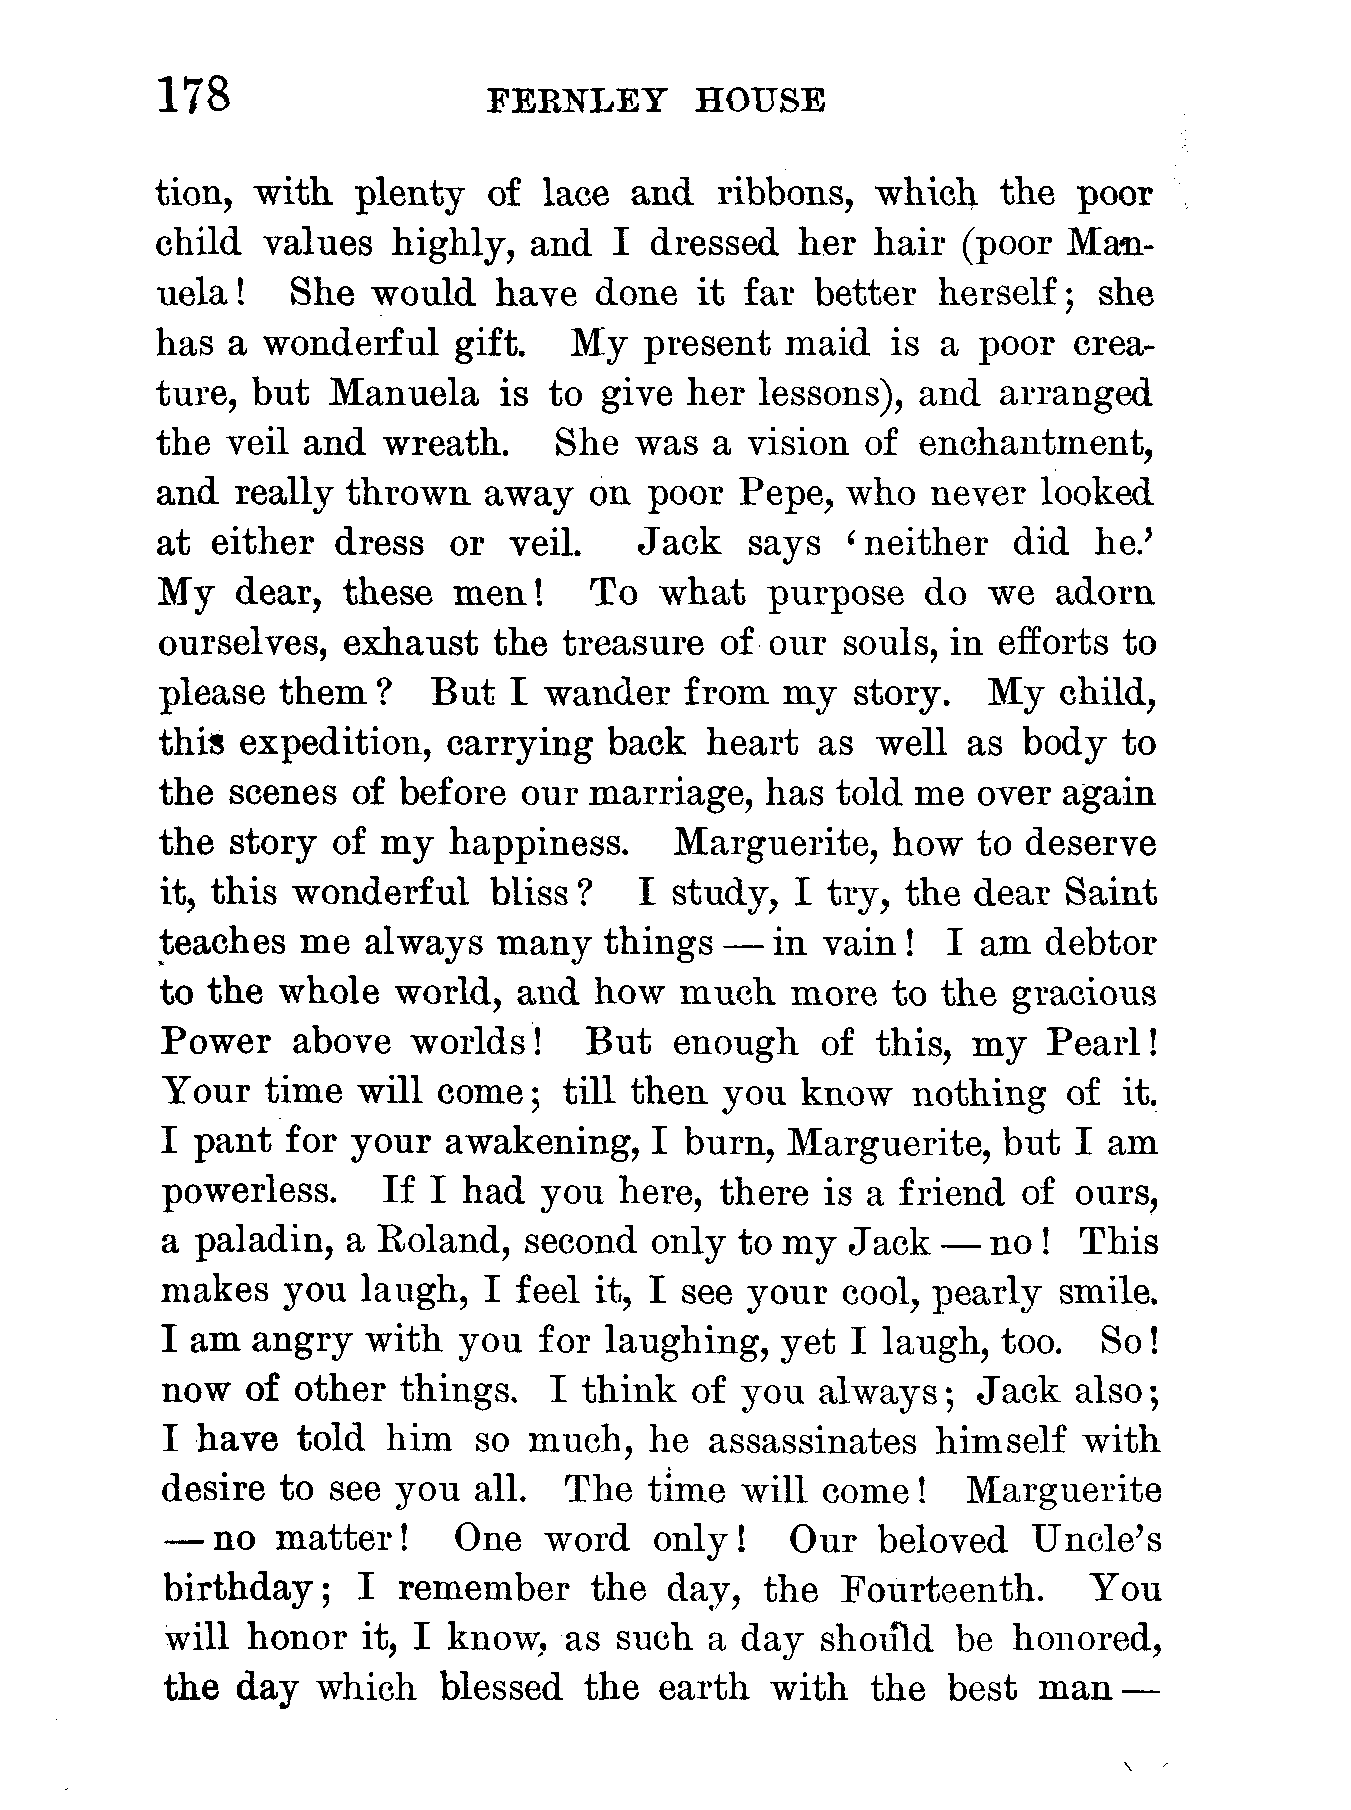 178 FERNLEY HOUSE
tion, with plenty of lace and ribbons, which the poor
child values highly, and I dressed her hair (poor Man-
uela! She would have done it far better herself; she
has a wonderful gift. My present maid is a poor crea-
ture, but Manuela is to give her lessons), and arranged
the veil and wreath. She was a vision of enchantment,
and really thrown away on poor Pepe, who never looked
at either dress or veil. Jack says ‘neither did he.’
My dear, these men! To what purpose do we adorn
ourselves, exhaust the treasure of our souls, in efforts to
please them? But I wander from my story. My child,
this expedition, carrying back heart as well as body to
the scenes of before our marriage, has told me over again
the story of my happiness. Marguerite, how to deserve
it, this wonderful bliss? I study, I try, the dear Saint
teaches me always many things — in vain! I am debtor
to the whole world, and how much more to the gracious
Power above worlds! But enough of this, my Pearl!
Your time will come; till then you know nothing of it.
I pant for your awakening, I burn, Marguerite, but I am
powerless. If I had you here, there is a friend of ours,
a paladin, a Roland, second only to my Jack — no! This
makes you laugh, I feel it, I see your cool, pearly smile.
I am angry with you for laughing, yet I laugh, too. So!
now of other things. I think of you always; Jack also;
I have told him so much, he assassinates himself with
desire to see you all. The time will come! Marguerite
— no matter! One word only! Our beloved Uncle’s
birthday; I remember the day, the Fourteenth. You
will honor it, I know, as such a day should be honored,
the day which blessed the earth with the best man —